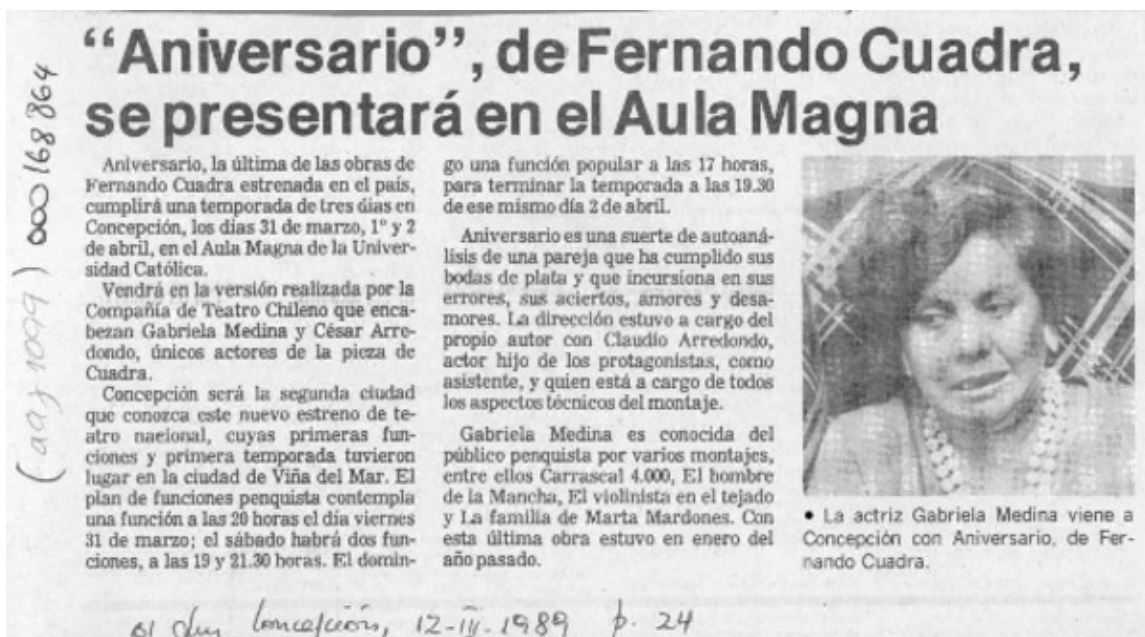 “Aniversario”, de Fernando Cuadra,
se presentará en el Aula Magna
Aniversario, la última de las obras de
Fernando Cuadra estrenada en el país,
cumplirá una temporada de tres días en
Concepción, los días 31 de marzo, 1º y 2
de abril, en el Aula Magna de la Univer-
sidad Católica.
Vendrá en la versión realizada por la
Compañía de Teatro Chileno que enca-
bezan Gabriela Medina y César Arre-
dondo, únicos actores de la pieza de
Cuadra.
Concepción será la segunda ciudad
que conozca este nuevo estreno de te-
atro nacional, cuyas primeras fun-
ciones y primera temporada tuvieron
lugar en la ciudad de Viña del Mar. El
plan de funciones penquista contempla
una función a las 20 horas el día viernes
31 de marzo; el sábado habrá dos fun-
ciones, a las 19 y 21.30 horas. El domin-
go una función popular a las 17 horas,
para terminar la temporada a las 19.30
de ese mismo día 2 de abril.
Aniversario es una suerte de autoaná-
lisis de una pareja que ha cumplido sus
bodas de plata y que incursiona en sus
errores, sus aciertos, amores y desa-
mores. La dirección estuvo a cargo del
propio autor con Claudio Arredondo,
actor hijo de los protagonistas, como
asistente, y quien está a cargo de todos
los aspectos técnicos del montaje.
Gabriela Medina es conocida del
público penquista por varios montajes,
entre ellos Carrascal 4.000, El hombre
de la Mancha, El violinista en el tejado
y La familia de Marta Mardones. Con
esta última obra estuvo en enero del
año pasado.
• La actriz Gabriela Medina viene a
Concepción con Aniversario, de Fer-
nando Cuadra.
000168864
Concepción, 12-III-1989 p. 24